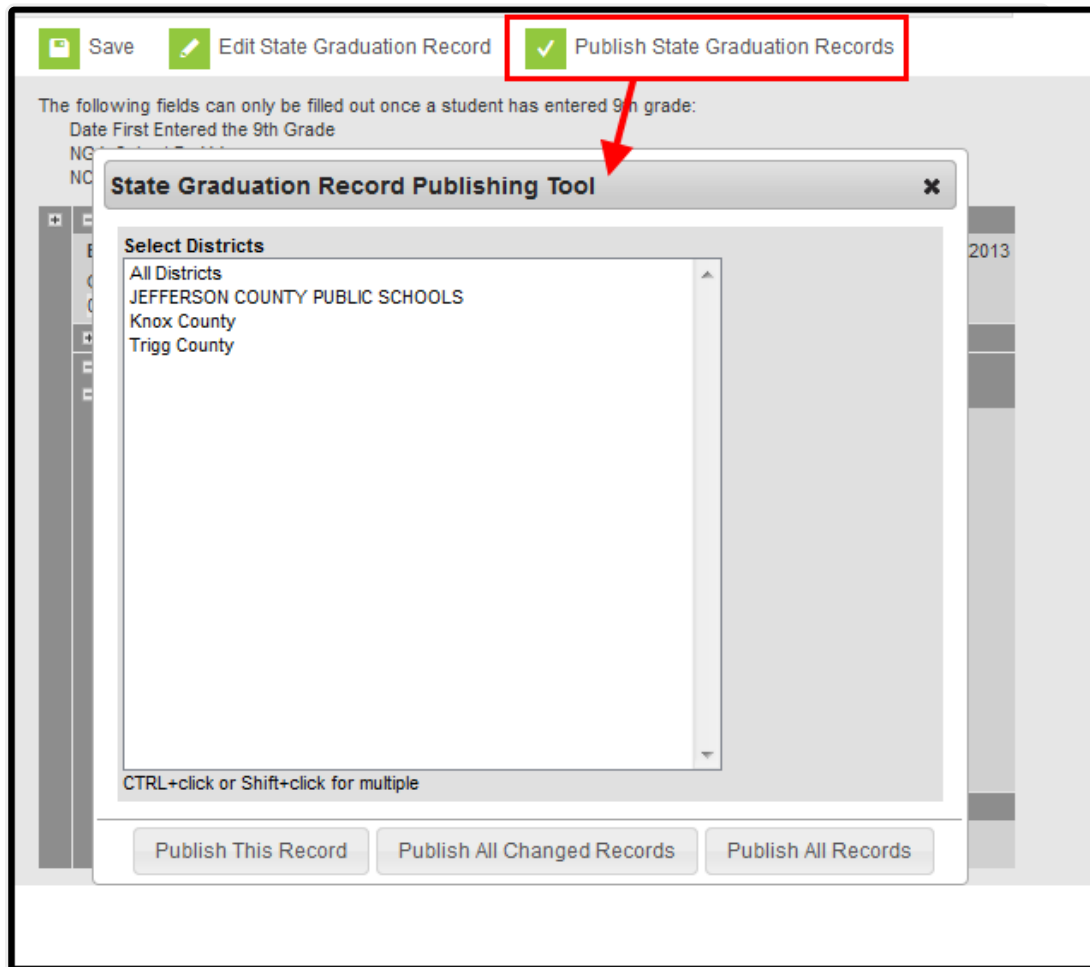 Save Edit State Graduation Record Publish State Graduation Records
The following fields can only be filled out once a student has entered 9th grade:
Date First Entered the 9th Grade
State Graduation Record Publishing Tool
Select Districts
2013
All Districts
JEFFERSON COUNTY PUBLIC SCHOOLS
Knox County
Trigg County
CTRL+click or Shift+click for multiple
Publish This Record Publish All Changed Records Publish All Records